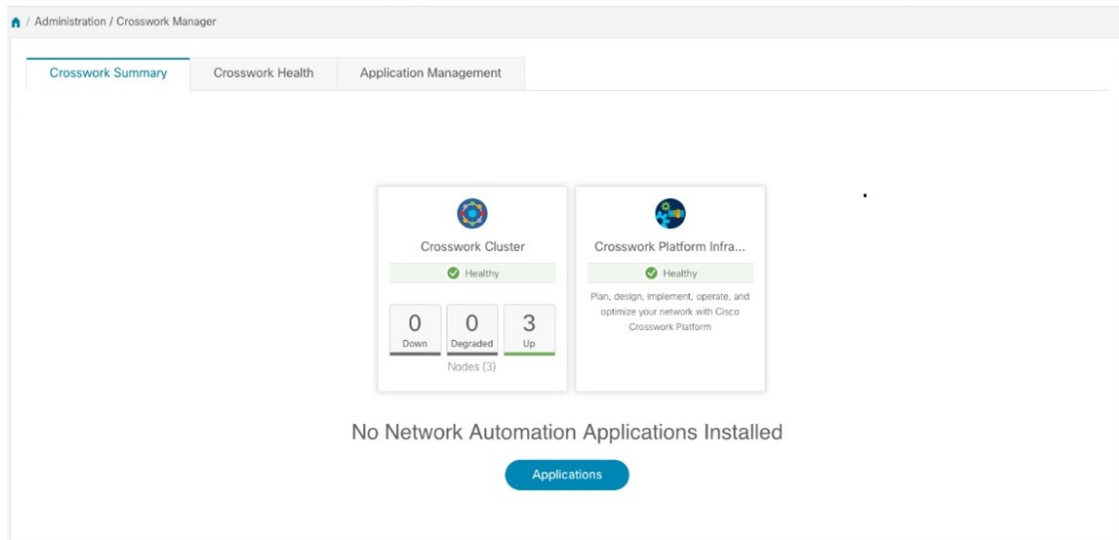 / Administration / Crosswork Manager
Crosswork Summary
Crosswork Health
Application Management
Crosswork Cluster
Healthy
0
Down
0
Degraded
3
Up
Nodes (3)
Crosswork Platform Infra...
Healthy
Plan, design, implement, operate, and
optimize your network with Cisco
Crosswork Platform
No Network Automation Applications Installed
Applications